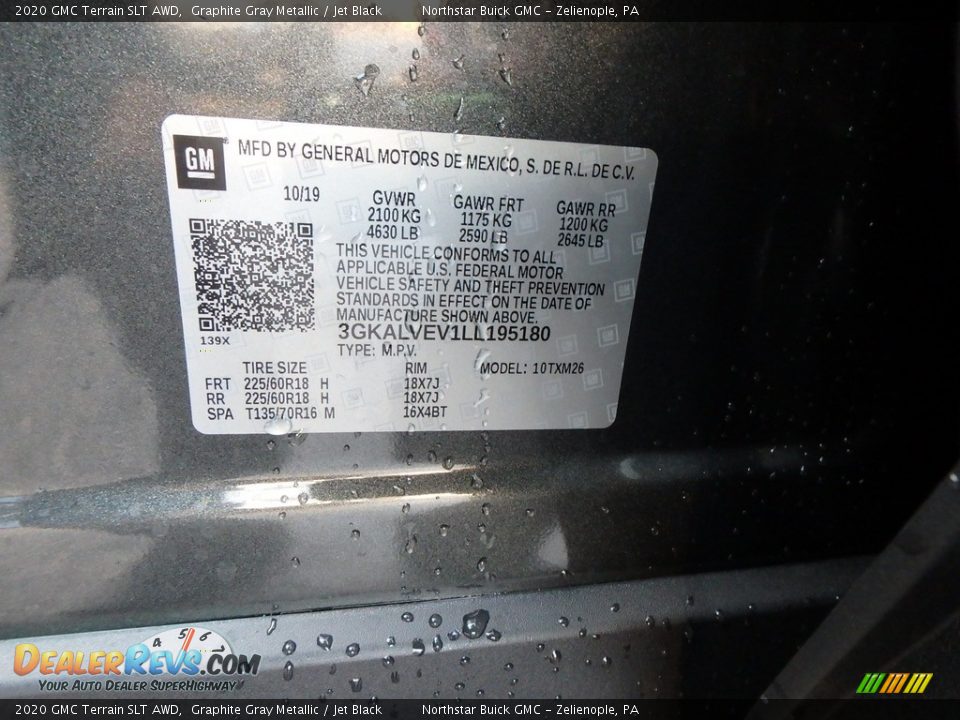 2020 GMC Terrain SLT AWD, Graphite Gray Metallic / Jet Black Northstar Buick GMC - Zelienople, PA
GM
MFD BY GENERAL MOTORS DE MEXICO, S. DE R.L. DE C.V.
10/19 GVWR GAWR FRT GAWR RR
2100 KG 1175 KG 1200 KG
4630 LB 2590 LB 2645 LB
THIS VEHICLE CONFORMS TO ALL
APPLICABLE U.S. FEDERAL MOTOR
VEHICLE SAFETY AND THEFT PREVENTION
STANDARDS IN EFFECT ON THE DATE OF
MANUFACTURE SHOWN ABOVE.
3GKALVEV1LL195180
139X
TYPE: M.P.V.
TIRE SIZE RIM MODEL: 10TXM26
FRT 225/60R18 H 18X7J
RR 225/60R18 H 18X7J
SPA T135/70R16 M 16X4BT
4 5 6
DEALERREVS.COM
YOUR AUTO DEALER SUPERHIGHWAY
2020 GMC Terrain SLT AWD, Graphite Gray Metallic / Jet Black Northstar Buick GMC - Zelienople, PA